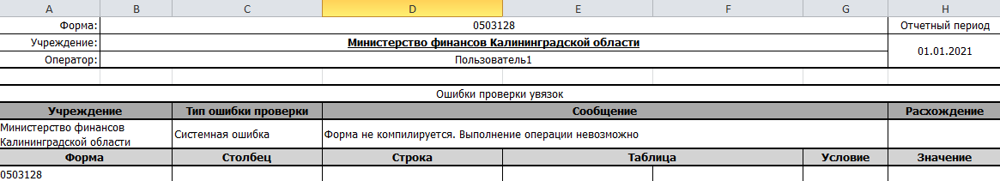 A B C D E F G H
Форма: 0503128 Отчетный период
Учреждение: Министерство финансов Калининградской области
01.01.2021
Оператор: Пользователь1
Ошибки проверки увязок
Учреждение Тип ошибки проверки Сообщение Расхождение
Министерство финансов
Калининградской области Системная ошибка Форма не компилируется. Выполнение операции невозможно
Форма Столбец Строка Таблица Условие Значение
0503128